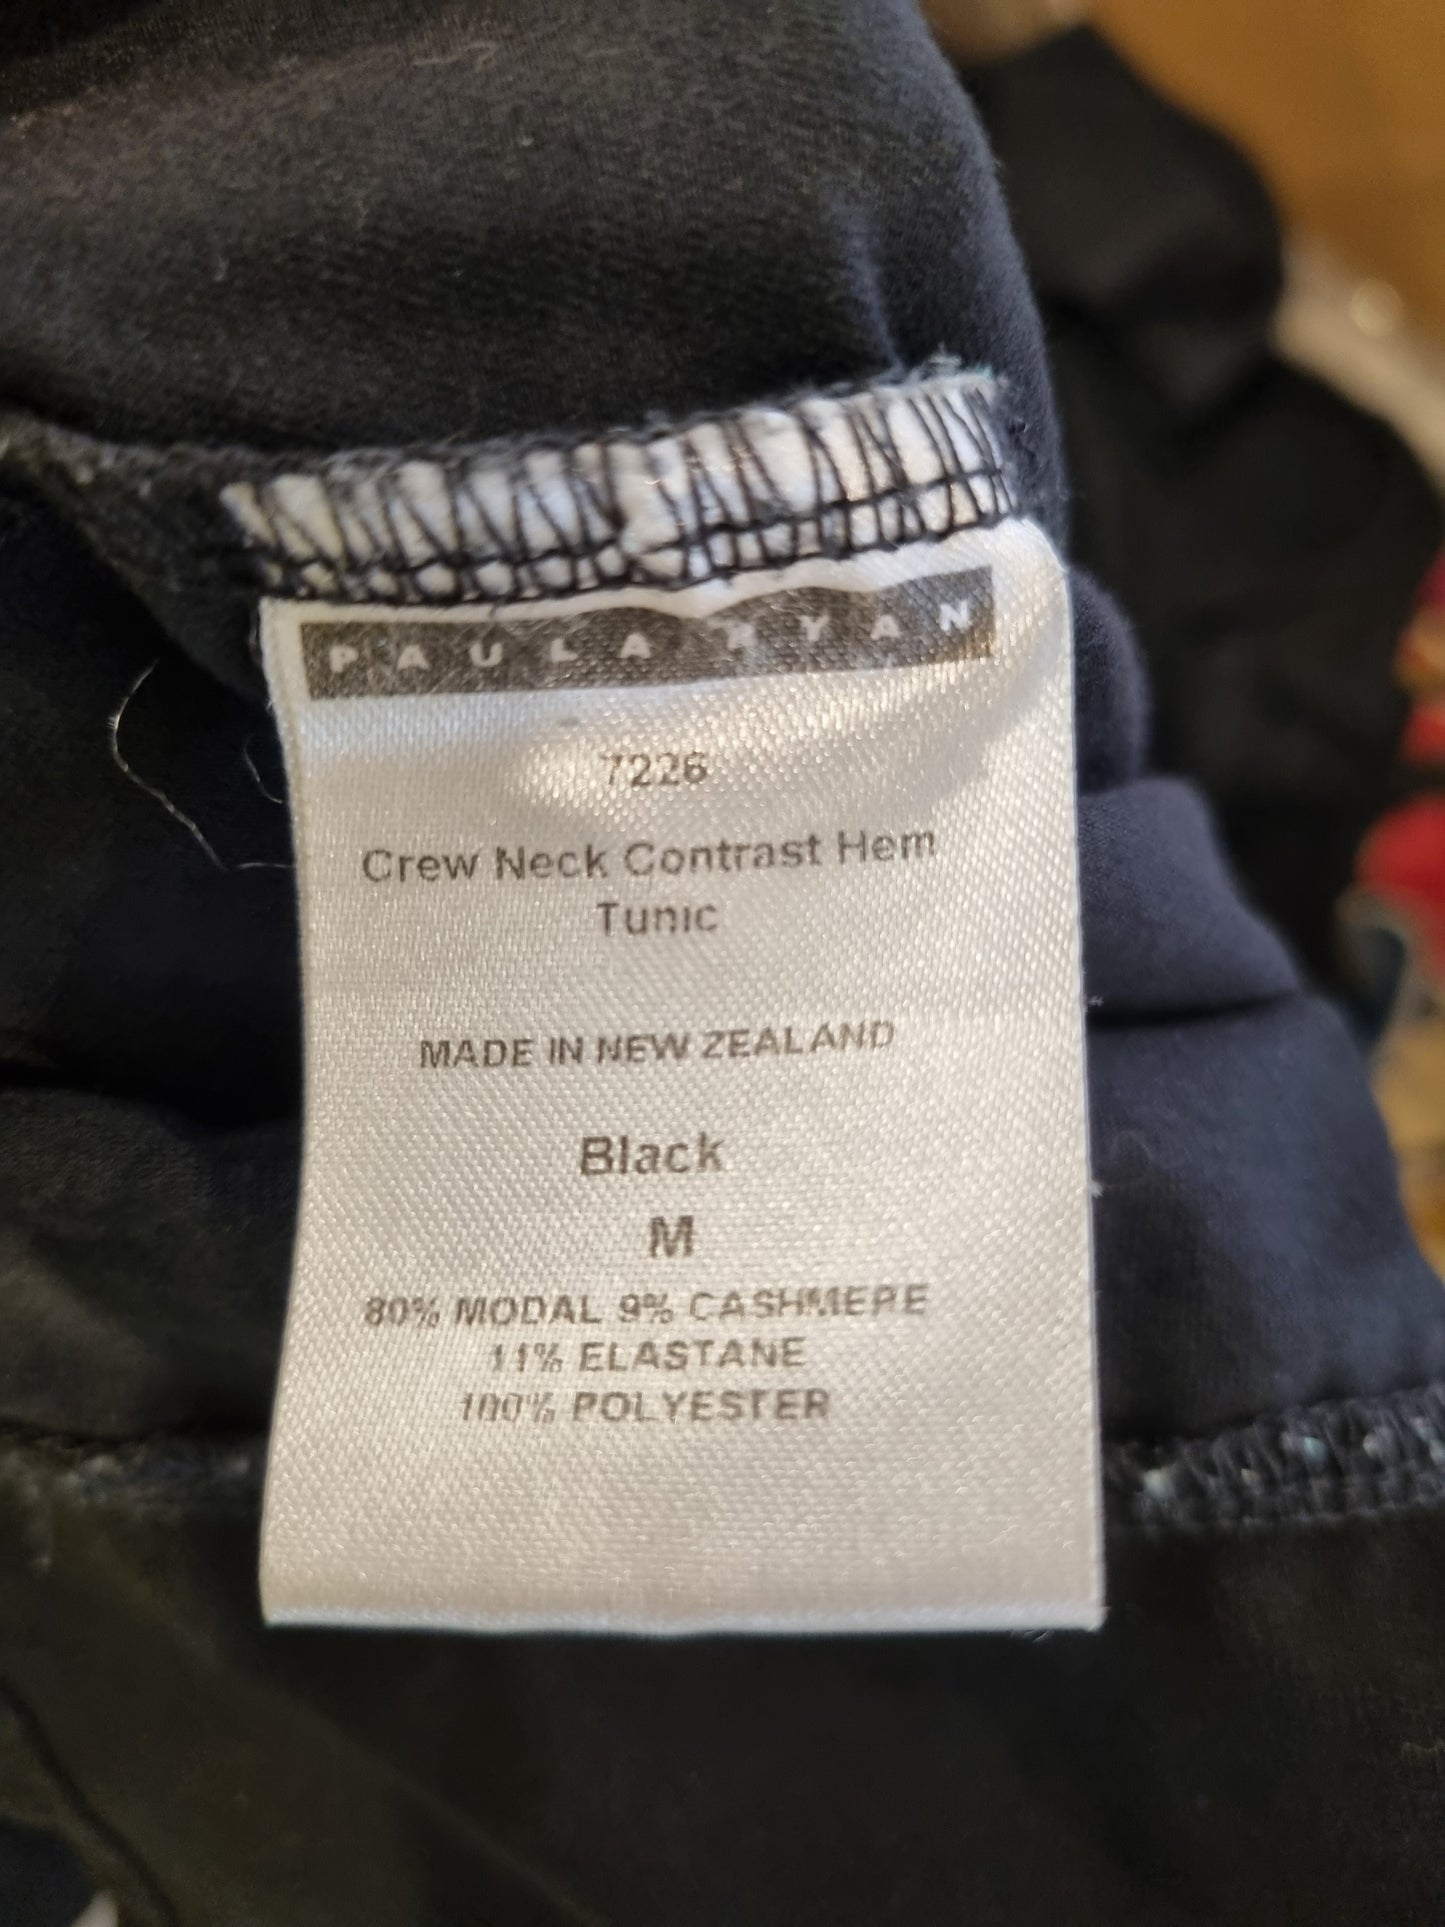 PAULA RYAN
7226
Crew Neck Contrast Hem
Tunic
MADE IN NEW ZEALAND
Black
M
80% MODAL 9% CASHMERE
11% ELASTANE
100% POLYESTER